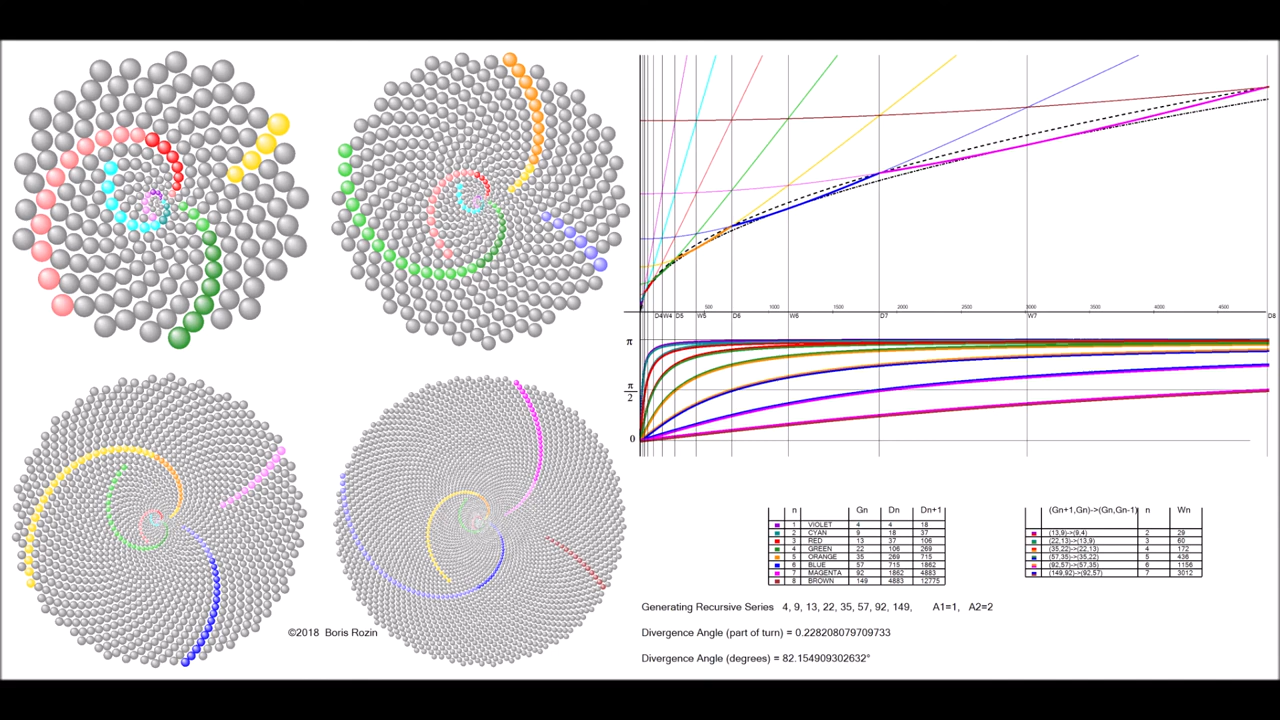 500 1000 1500 2000 2500 3000 3500 4000 4500
D4 W4 D5 W5 D6 W6 D7 W7 D8
π
π
2
0
n Gn Dn Dn+1
1 VIOLET 4 4 18
2 CYAN 9 18 37
3 RED 13 37 106
4 GREEN 22 106 269
5 ORANGE 35 269 715
6 BLUE 57 715 1862
7 MAGENTA 92 1862 4883
8 BROWN 149 4883 12775
(Gn+1,Gn)->(Gn,Gn-1) n Wn
(13,9)->(9,4) 2 29
(22,13)->(13,9) 3 60
(35,22)->(22,13) 4 172
(57,35)->(35,22) 5 436
(92,57)->(57,35) 6 1156
(149,92)->(92,57) 7 3012
Generating Recursive Series 4, 9, 13, 22, 35, 57, 92, 149, A1=1, A2=2
©2018 Boris Rozin
Divergence Angle (part of turn) = 0.228208079709733
Divergence Angle (degrees) = 82.154909302632°